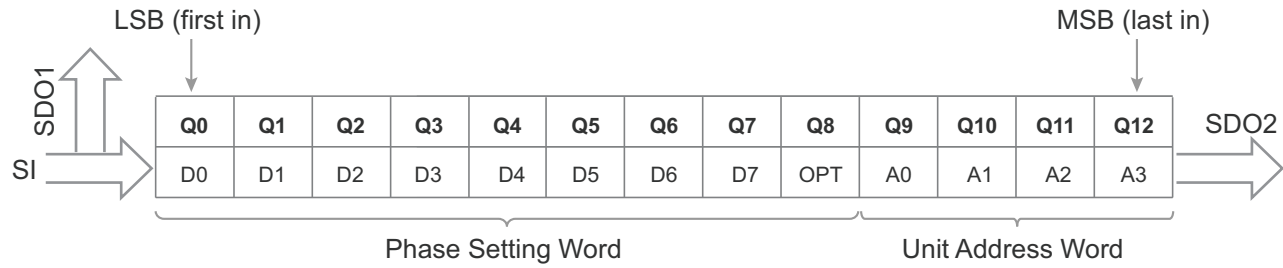 LSB (first in) MSB (last in)
SDO1
Q0 Q1 Q2 Q3 Q4 Q5 Q6 Q7 Q8 Q9 Q10 Q11 Q12 SDO2
SI D0 D1 D2 D3 D4 D5 D6 D7 OPT A0 A1 A2 A3
Phase Setting Word Unit Address Word